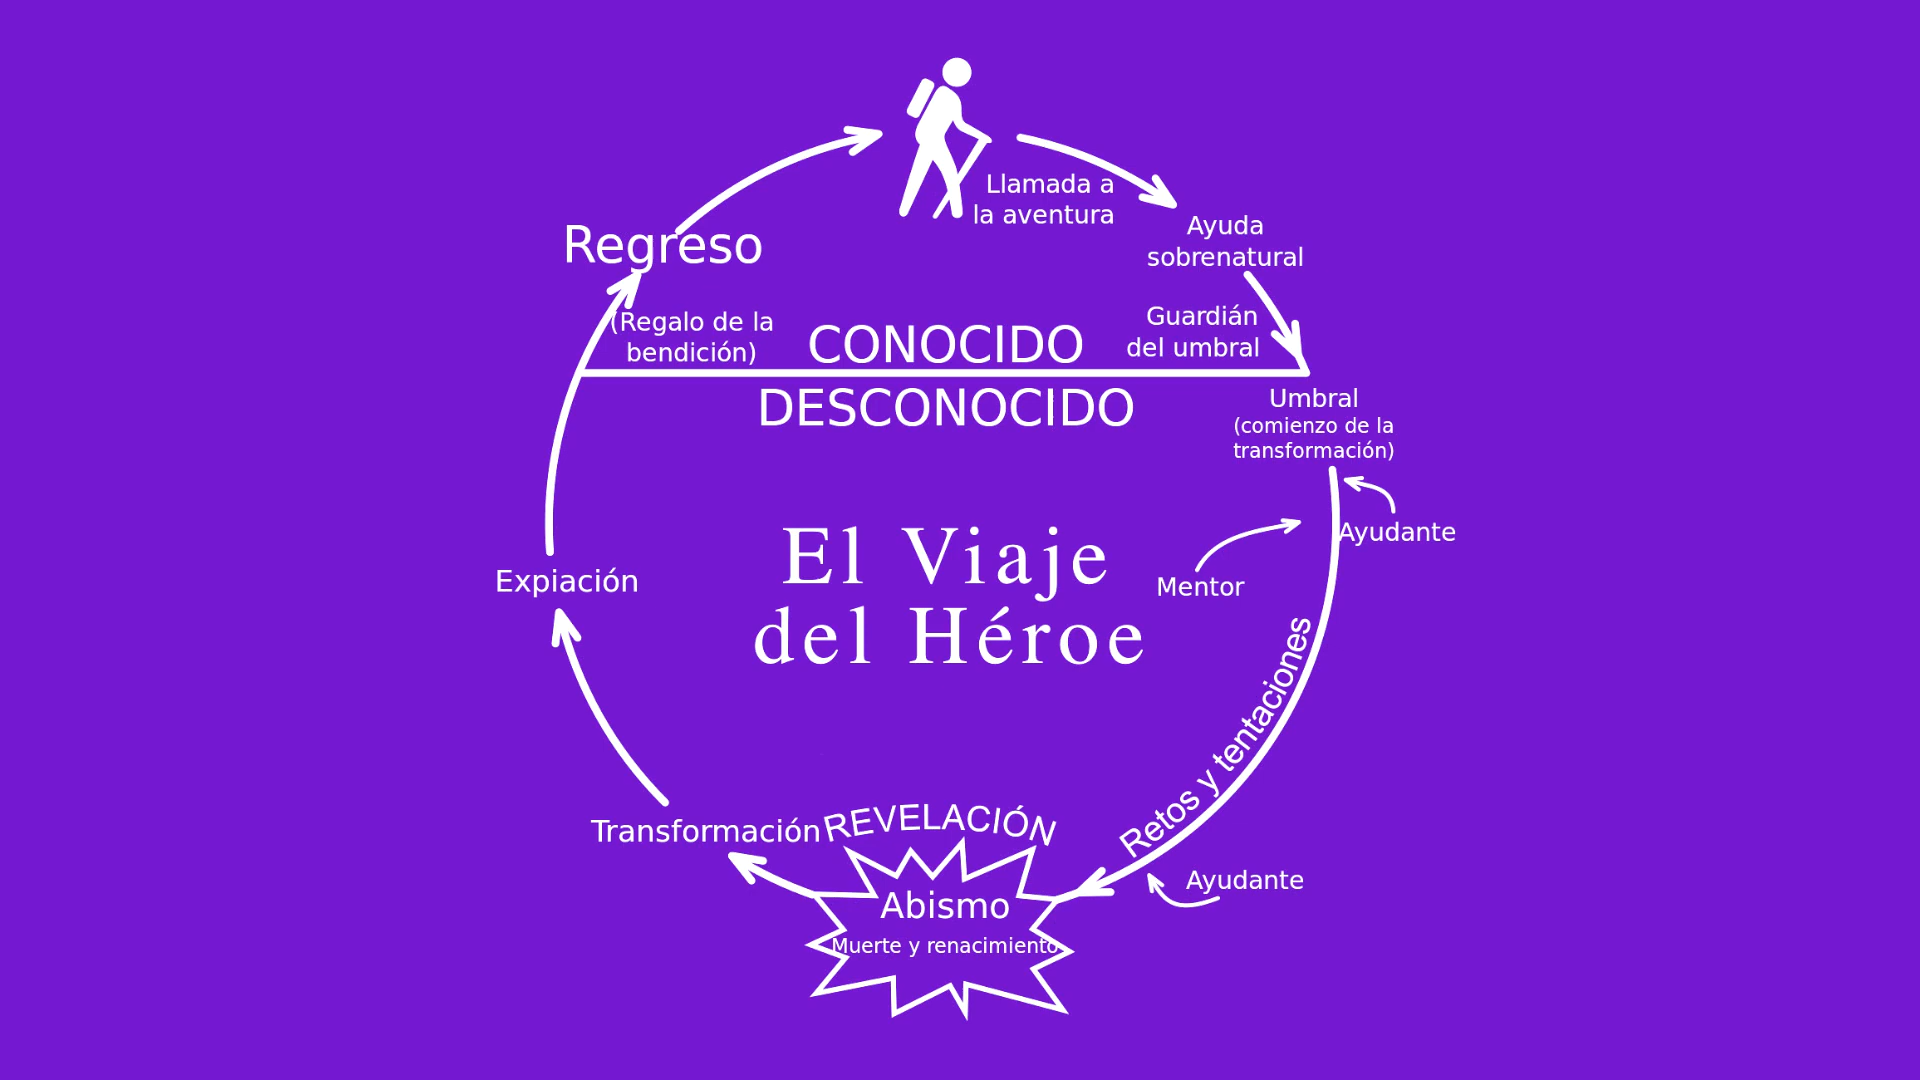 Llamada a
la aventura
Ayuda
sobrenatural
Regreso
(Regalo de la
bendición)
CONOCIDO
Guardián
del umbral
DESCONOCIDO
Umbral
(comienzo de la
transformación)
Ayudante
Mentor
El Viaje
del Héroe
Expiación
Retos y tentaciones
Transformación
REVELACIÓN
Ayudante
Abismo
Muerte y renacimiento